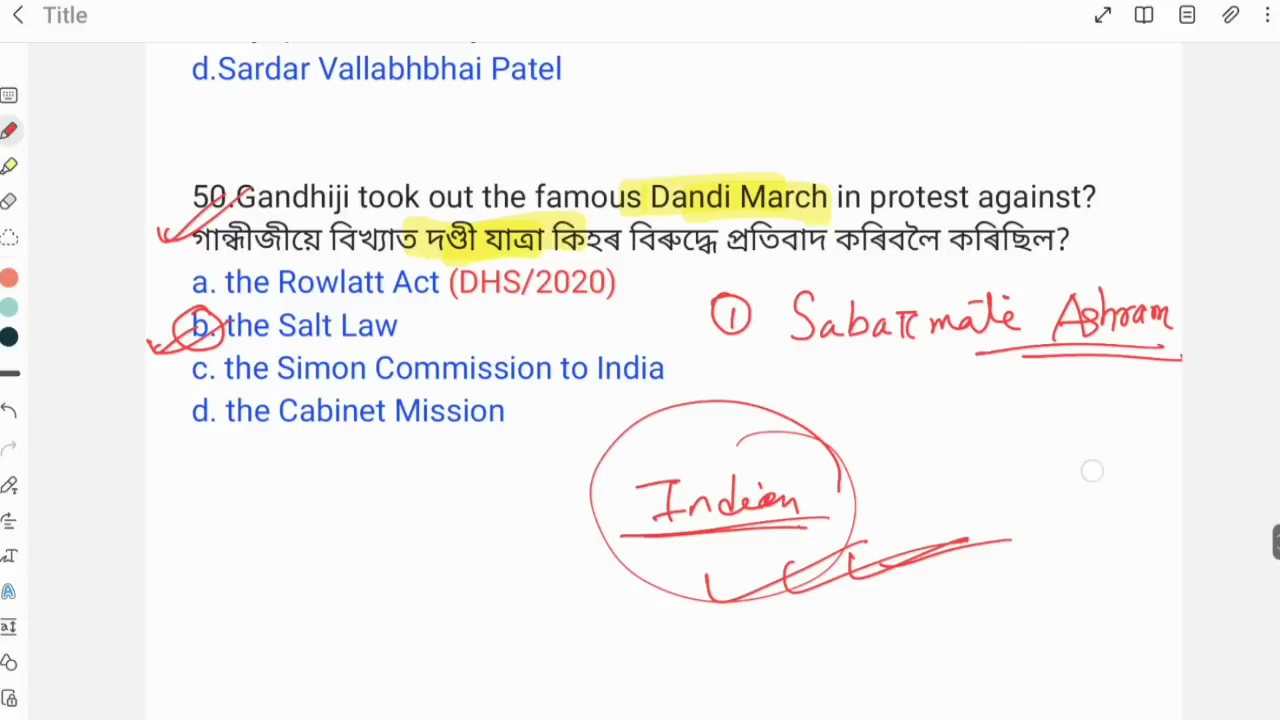 Title
d.Sardar Vallabhbhai Patel
50.Gandhiji took out the famous Dandi March in protest against?
গান্ধীজীয়ে বিখ্যাত দণ্ডী যাত্ৰা কিহৰ বিৰুদ্ধে প্ৰতিবাদ কৰিবলৈ কৰিছিল?
a. the Rowlatt Act (DHS/2020)
b. the Salt Law
① Sabarmati Ashram
c. the Simon Commission to India
d. the Cabinet Mission
Indian